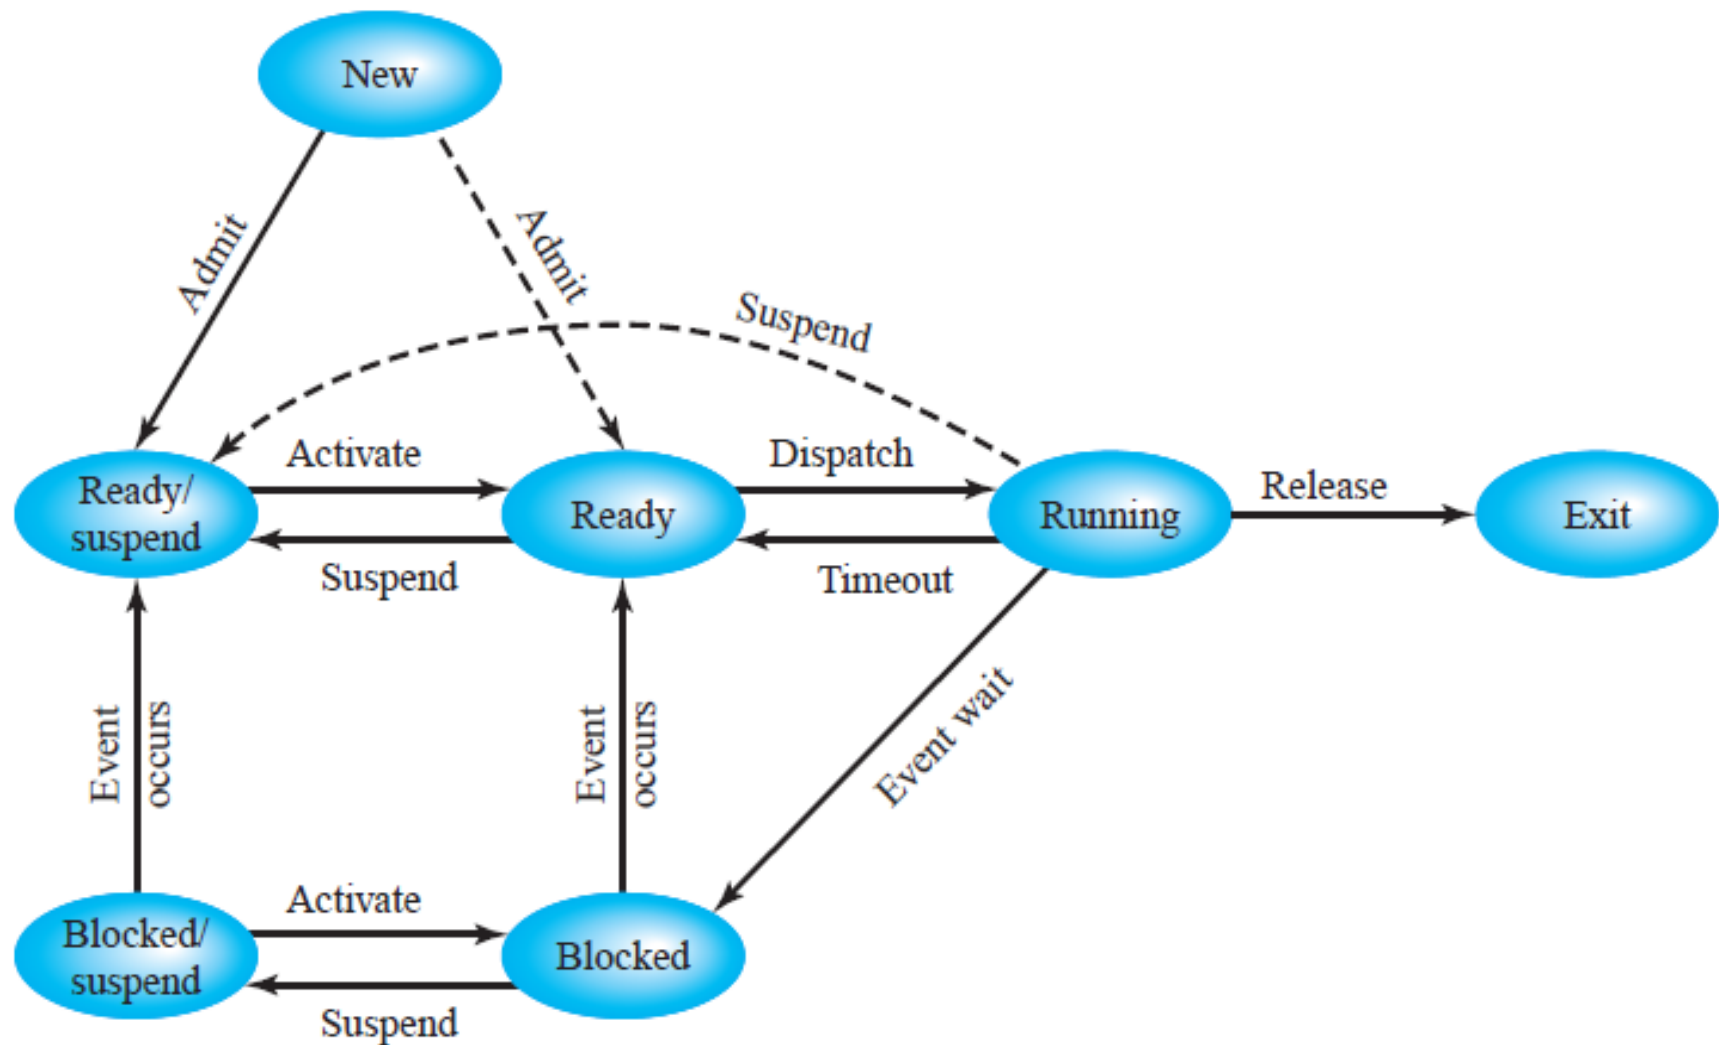 New
Admit
Admit
Suspend
Activate
Dispatch
Release
Ready/
suspend
Ready
Running
Exit
Suspend
Timeout
Event
occurs
Event
occurs
Event wait
Activate
Blocked/
suspend
Blocked
Suspend